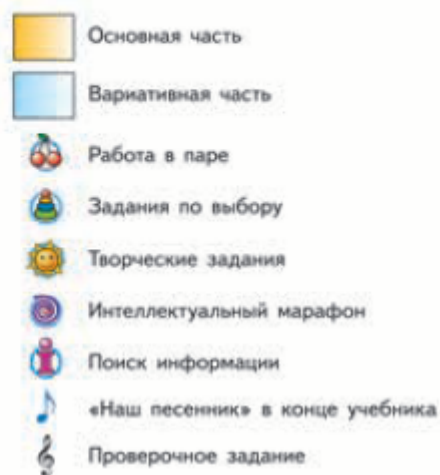 Основная часть
Вариативная часть
Работа в паре
Задания по выбору
Творческие задания
Интеллектуальный марафон
Поиск информации
«Наш песенник» в конце учебника
Проверочное задание